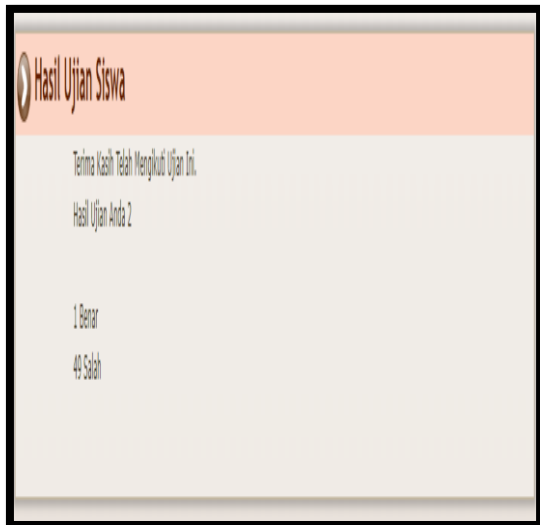 Hasil Ujian Siswa
Terima Kasih Telah Mengikuti Ujian Ini.
Hasil Ujian Anda 2
1 Benar
49 Salah